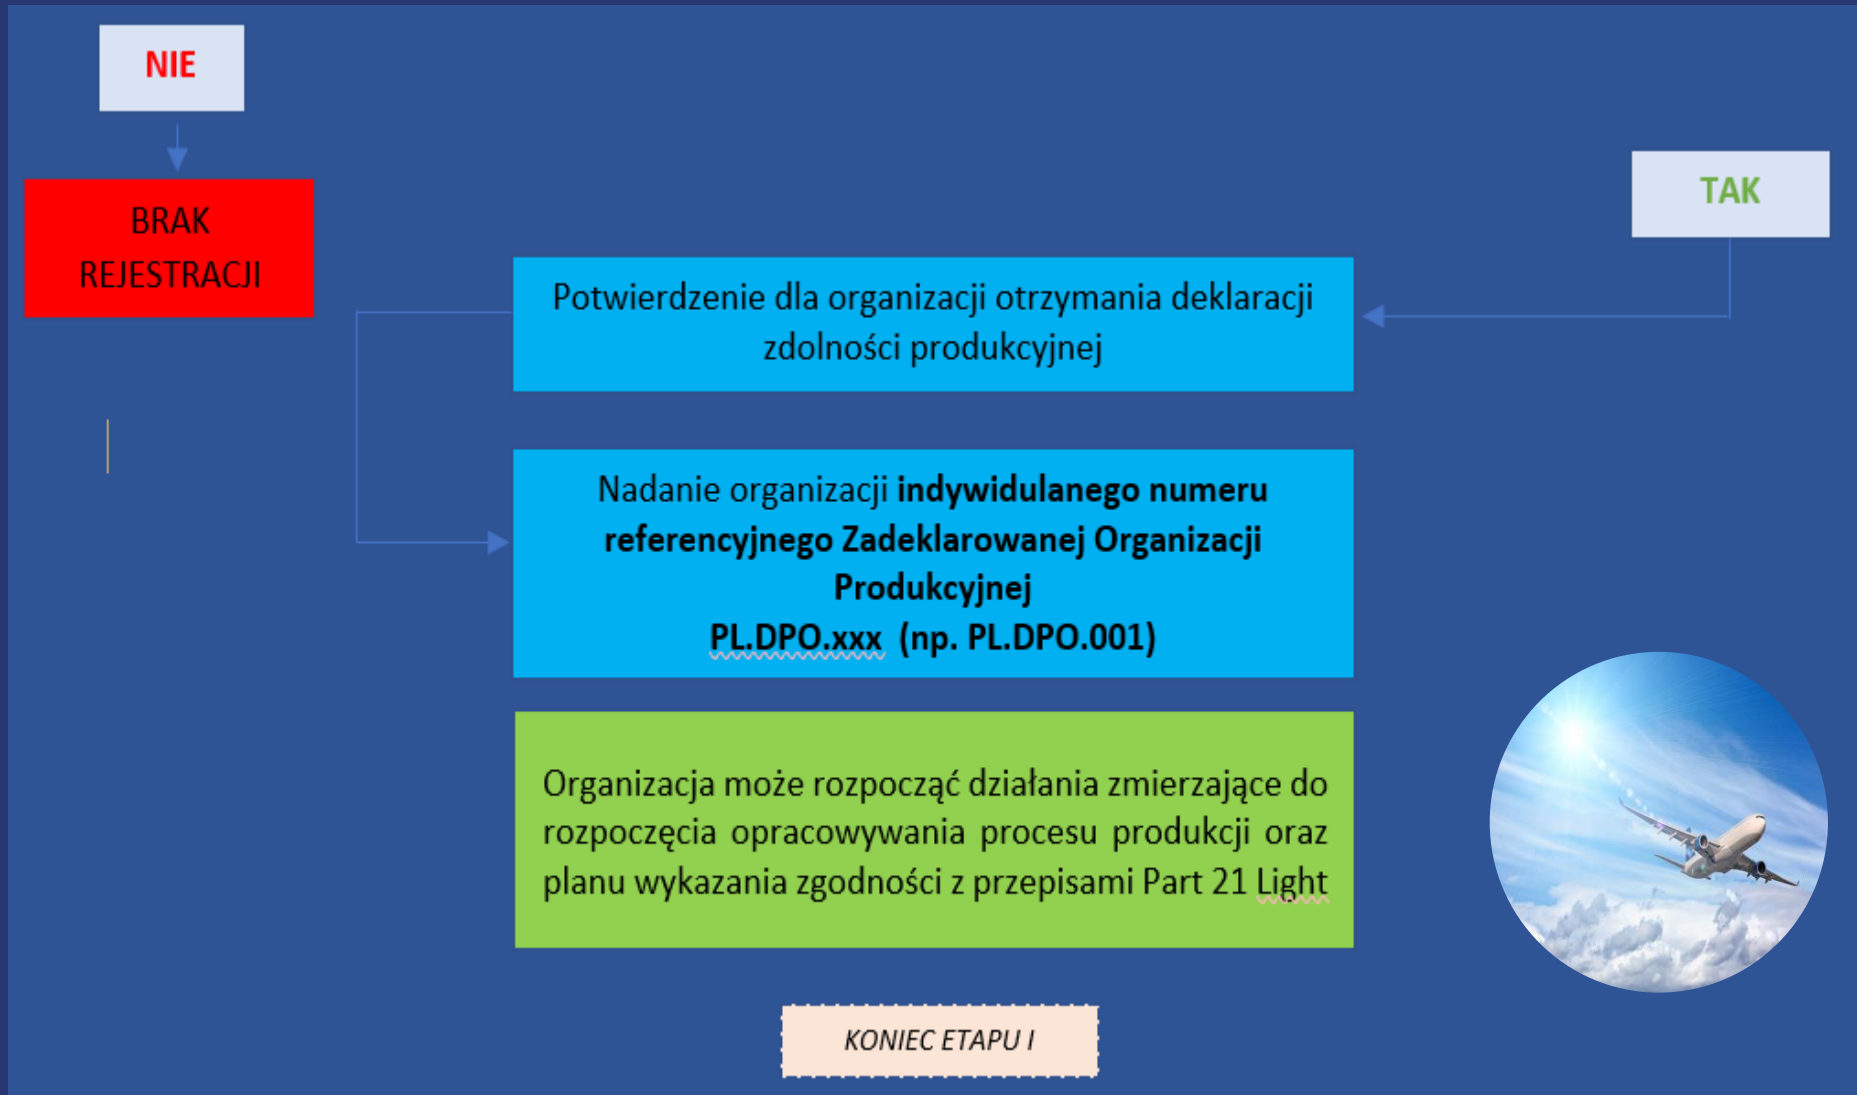 NIE
BRAK
REJESTRACJI
TAK
Potwierdzenie dla organizacji otrzymania deklaracji
zdolności produkcyjnej
Nadanie organizacji indywidulanego numeru
referencyjnego Zadeklarowanej Organizacji
Produkcyjnej
PL.DPO.xxx (np. PL.DPO.001)
Organizacja może rozpocząć działania zmierzające do
rozpoczęcia opracowywania procesu produkcji oraz
planu wykazania zgodności z przepisami Part 21 Light
KONIEC ETAPU I